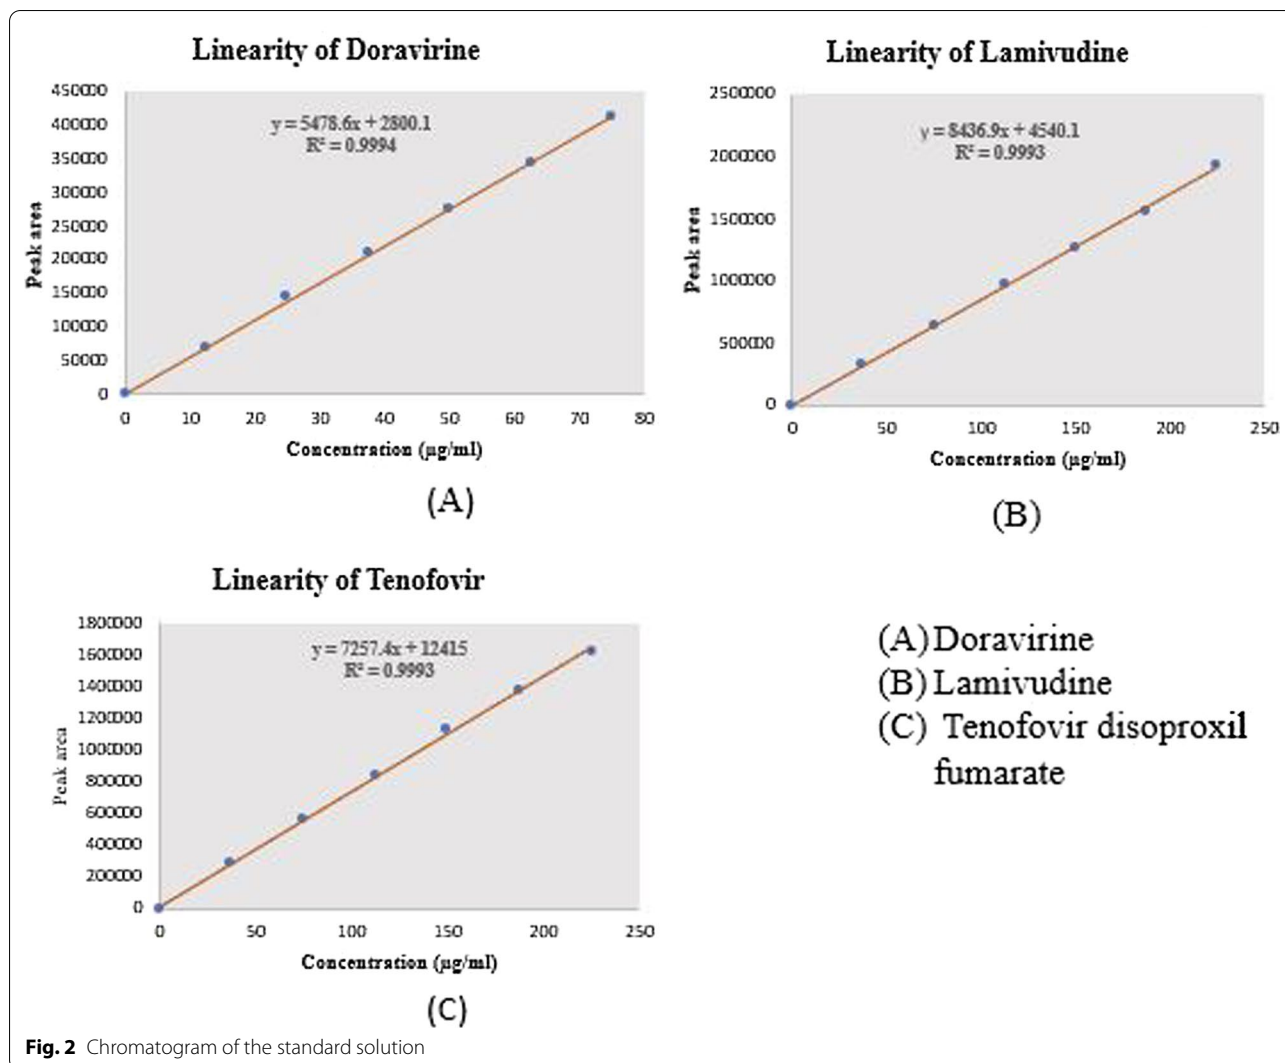 Linearity of Doravirine
450000
400000
350000
300000
250000
200000
150000
100000
50000
0
Peak area
y = 5478.6x + 2800.1
R² = 0.9994
0 10 20 30 40 50 60 70 80
Concentration (µg/ml)
(A)
Linearity of Lamivudine
2500000
2000000
1500000
1000000
500000
0
Peak area
y = 8436.9x + 4540.1
R² = 0.9993
0 50 100 150 200 250
Concentration (µg/ml)
(B)
Linearity of Tenofovir
1800000
1600000
1400000
1200000
1000000
800000
600000
400000
200000
0
Peak area
y = 7257.4x + 12415
R² = 0.9993
0 50 100 150 200 250
Concentration (µg/ml)
(C)
(A) Doravirine
(B) Lamivudine
(C) Tenofovir disoproxil
fumarate
Fig. 2 Chromatogram of the standard solution